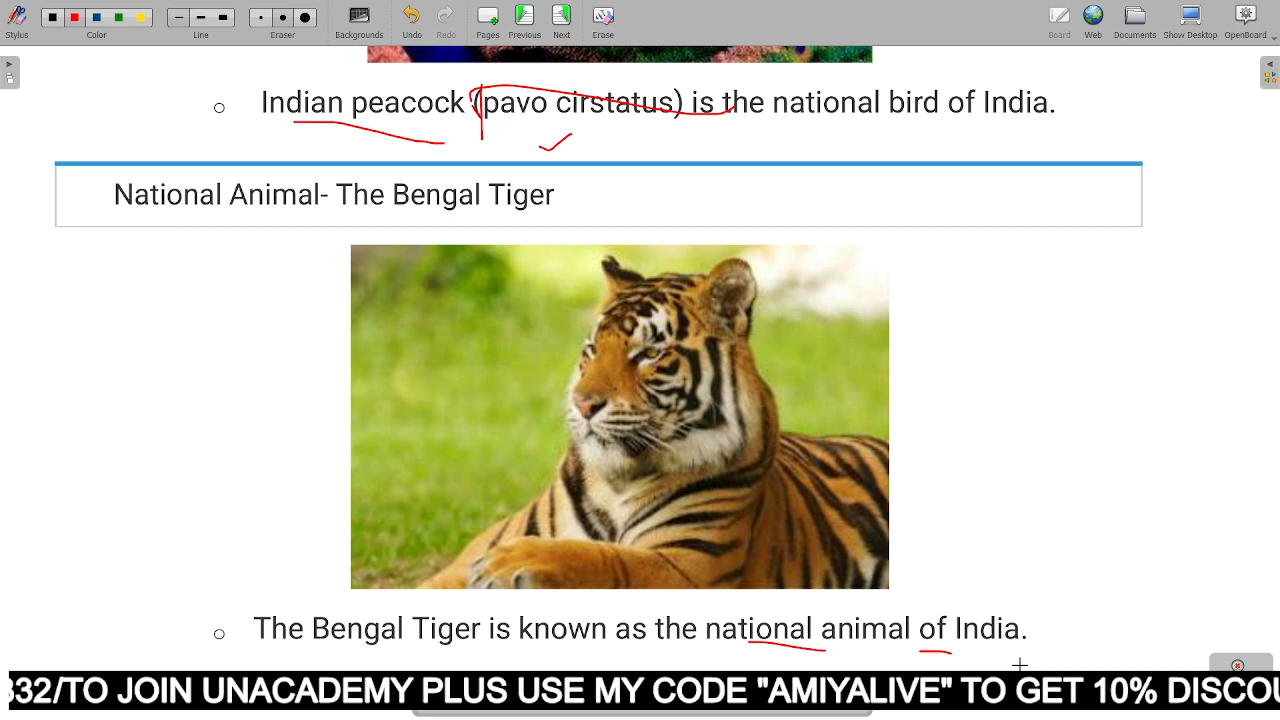 Stylus
Color
Line
Eraser
Backgrounds
Undo
Redo
Pages
Previous
Next
Erase
Board
Web
Documents
Show Desktop
OpenBoard
Indian peacock (pavo cirstatus) is the national bird of India.
National Animal- The Bengal Tiger
The Bengal Tiger is known as the national animal of India.
332/TO JOIN UNACADEMY PLUS USE MY CODE "AMIYALIVE" TO GET 10% DISCOU